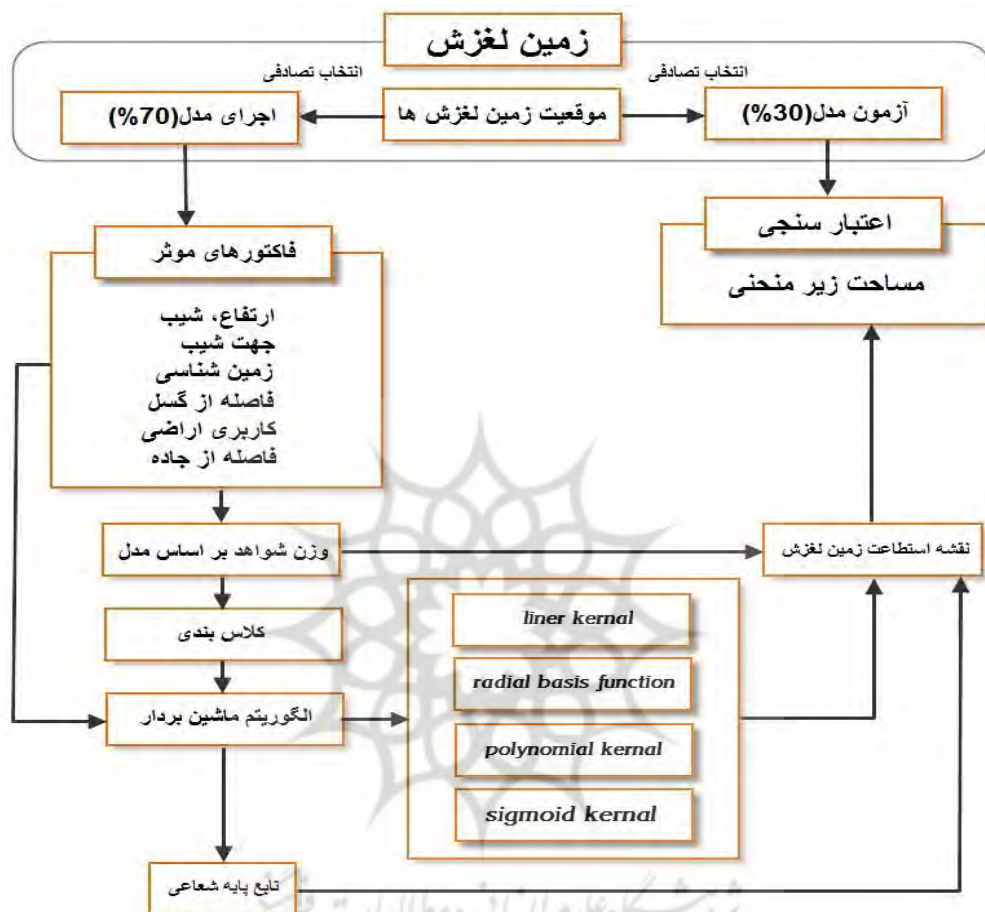 زمین لغزش
انتخاب تصادفی
انتخاب تصادفی
آزمون مدل(30%)
موقعیت زمین لغزش ها
اجرای مدل(70%)
اعتبار سنجی
مساحت زیر منحنی
فاکتورهای موثر
ارتفاع، شیب
جهت شیب
زمین شناسی
فاصله از گسل
کاربری اراضی
فاصله از جاده
وزن شواهد بر اساس مدل
نقشه استطاعت زمین لغزش
کلاس بندی
الگوریتم ماشین بردار
liner kernal
radial basis function
polynomial kernal
sigmoid kernal
تابع پایه شعاعی